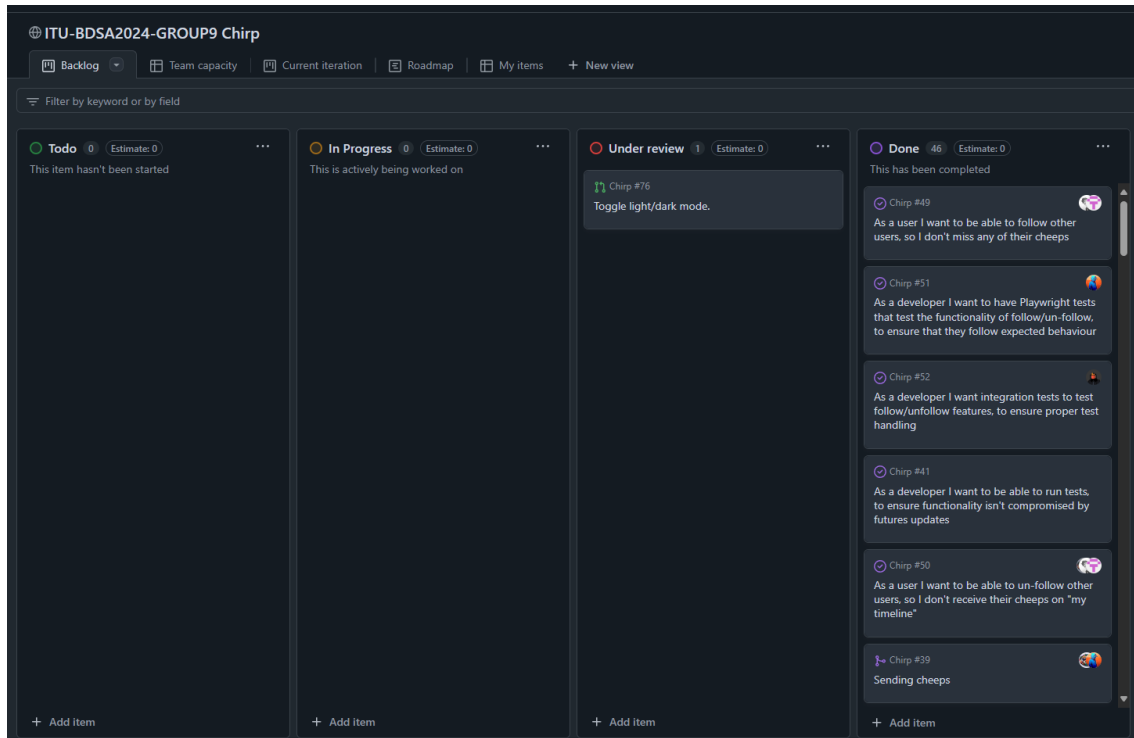 ITU-BDSA2024-GROUP9 Chirp
Backlog
Team capacity
Current iteration
Roadmap
My items
+ New view
Filter by keyword or by field
Todo 0 Estimate: 0 ...
This item hasn't been started
+ Add item
In Progress 0 Estimate: 0 ...
This is actively being worked on
+ Add item
Under review 1 Estimate: 0 ...
Chirp #76
Toggle light/dark mode.
+ Add item
Done 46 Estimate: 0 ...
This has been completed
Chirp #49
As a user I want to be able to follow other
users, so I don't miss any of their cheeps
Chirp #51
As a developer I want to have Playwright tests
that test the functionality of follow/un-follow,
to ensure that they follow expected behaviour
Chirp #52
As a developer I want integration tests to test
follow/unfollow features, to ensure proper test
handling
Chirp #41
As a developer I want to be able to run tests,
to ensure functionality isn't compromised by
futures updates
Chirp #50
As a user I want to be able to un-follow other
users, so I don't receive their cheeps on "my
timeline"
Chirp #39
Sending cheeps
+ Add item